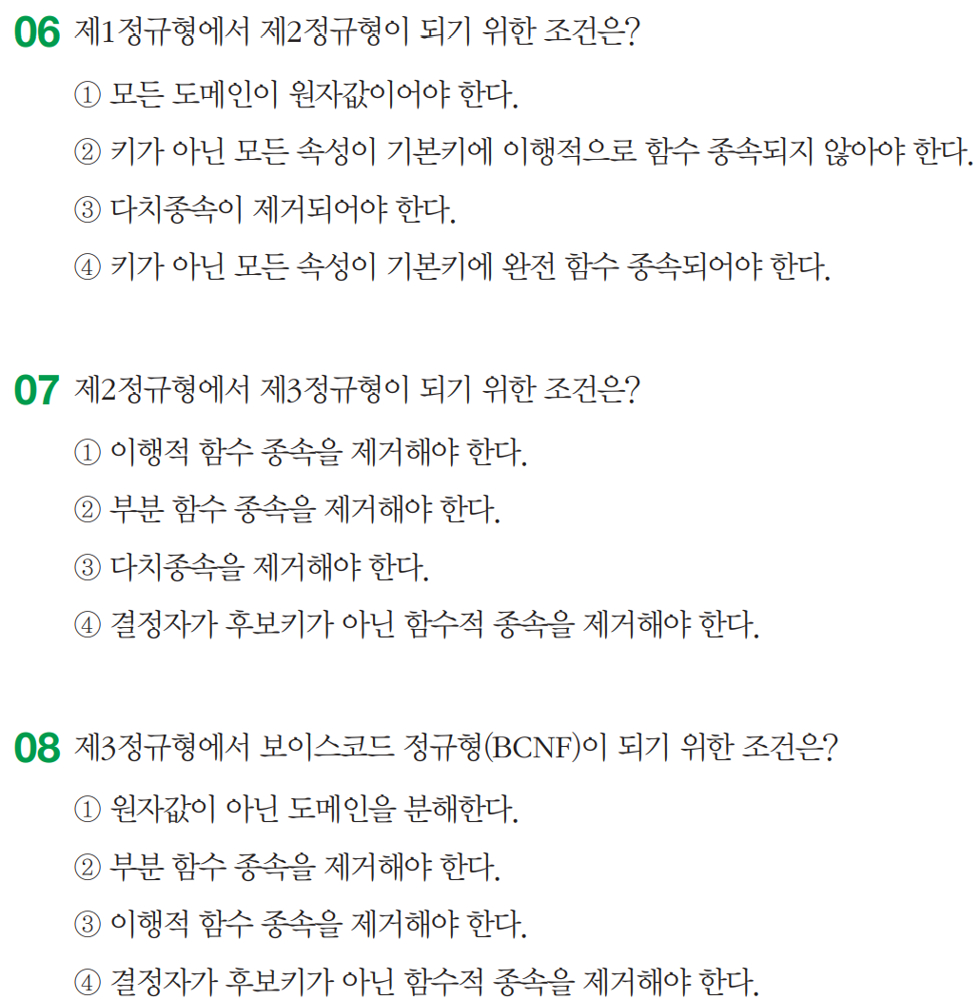 06 제1정규형에서 제2정규형이 되기 위한 조건은?
① 모든 도메인이 원자값이어야 한다.
② 키가 아닌 모든 속성이 기본키에 이행적으로 함수 종속되지 않아야 한다.
③ 다치종속이 제거되어야 한다.
④ 키가 아닌 모든 속성이 기본키에 완전 함수 종속되어야 한다.
07 제2정규형에서 제3정규형이 되기 위한 조건은?
① 이행적 함수 종속을 제거해야 한다.
② 부분 함수 종속을 제거해야 한다.
③ 다치종속을 제거해야 한다.
④ 결정자가 후보키가 아닌 함수적 종속을 제거해야 한다.
08 제3정규형에서 보이스코드 정규형(BCNF)이 되기 위한 조건은?
① 원자값이 아닌 도메인을 분해한다.
② 부분 함수 종속을 제거해야 한다.
③ 이행적 함수 종속을 제거해야 한다.
④ 결정자가 후보키가 아닌 함수적 종속을 제거해야 한다.